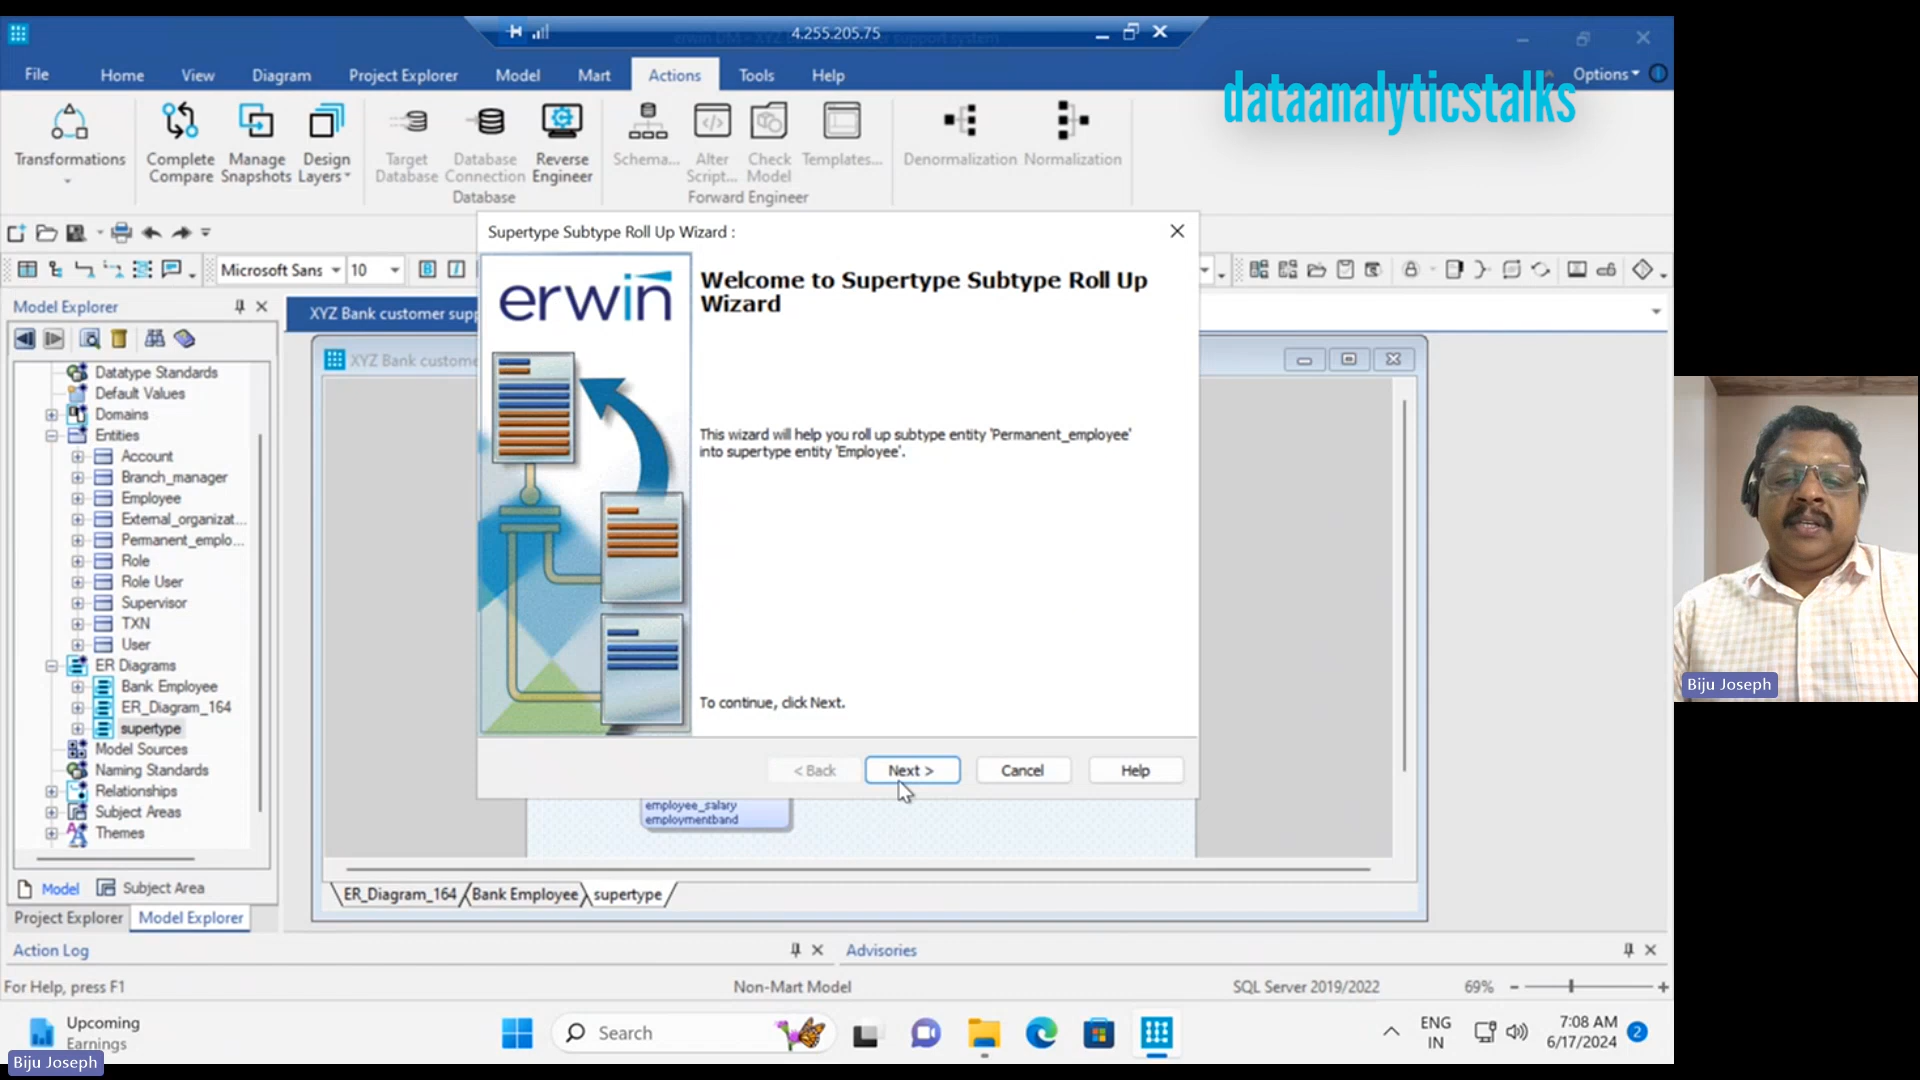 4.255.205.75
File
Home
View
Diagram
Project Explorer
Model
Mart
Actions
Tools
Help
Options
dataanalyticstalks
Transformations
Complete
Compare
Manage
Snapshots
Design
Layers
Target
Database
Database
Connection
Reverse
Engineer
Database
Schema...
Alter
Script...
Check
Model
Templates...
Forward Engineer
Denormalization
Normalization
Microsoft Sans
10
Model Explorer
XYZ Bank customer supp
XYZ Bank custome
Datatype Standards
Default Values
Domains
Entities
Account
Branch_manager
Employee
External_organizat...
Permanent_emplo...
Role
Role User
Supervisor
TXN
User
ER Diagrams
Bank Employee
ER_Diagram_164
supertype
Model Sources
Naming Standards
Relationships
Subject Areas
Themes
Model
Subject Area
Project Explorer
Model Explorer
Supertype Subtype Roll Up Wizard :
erwin
Welcome to Supertype Subtype Roll Up
Wizard
This wizard will help you roll up subtype entity 'Permanent_employee'
into supertype entity 'Employee'.
To continue, click Next.
< Back
Next >
Cancel
Help
employee_salary
employmentband
ER_Diagram_164
Bank Employee
supertype
Action Log
Advisories
For Help, press F1
Non-Mart Model
SQL Server 2019/2022
69%
Upcoming
Earnings
Search
ENG
IN
7:08 AM
6/17/2024
2
Biju Joseph
Biju Joseph